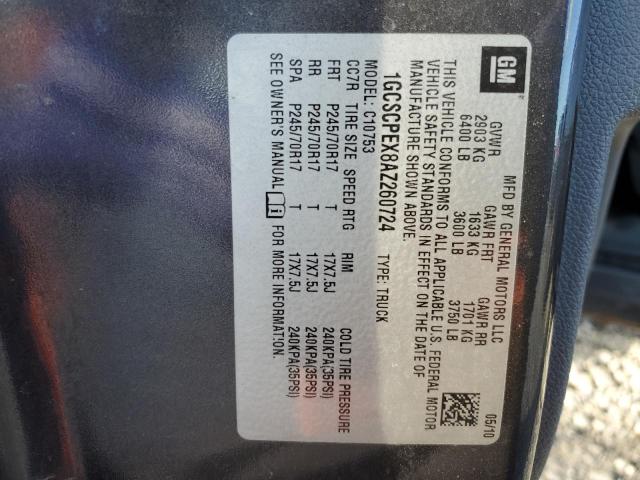 GM
MFD BY GENERAL MOTORS LLC 05/10
GVWR GAWR FRT GAWR RR
2903 KG 1633 KG 1701 KG
6400 LB 3600 LB 3750 LB
THIS VEHICLE CONFORMS TO ALL APPLICABLE U.S. FEDERAL MOTOR
VEHICLE SAFETY STANDARDS IN EFFECT ON THE DATE OF
MANUFACTURE SHOWN ABOVE.
1GCSCPEX8AZ260724 TYPE: TRUCK
MODEL: C10753
CC7R TIRE SIZE SPEED RTG RIM COLD TIRE PRESSURE
FRT P245/70R17 T 17X7.5J 240KPA(35PSI)
RR P245/70R17 T 17X7.5J 240KPA(35PSI)
SPA P245/70R17 T 17X7.5J 240KPA(35PSI)
SEE OWNER'S MANUAL FOR MORE INFORMATION.